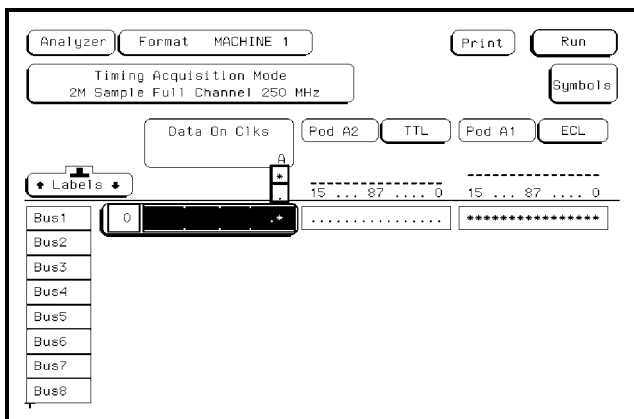 Analyzer Format MACHINE 1 Print Run
Timing Acquisition Mode
2M Sample Full Channel 250 MHz
Symbols
Data On Clks Pod A2 TTL Pod A1 ECL
A
*
.
Labels
15 ... 87 .... 0 15 ... 87 .... 0
Bus1 0 .* ................ ****************
Bus2
Bus3
Bus4
Bus5
Bus6
Bus7
Bus8